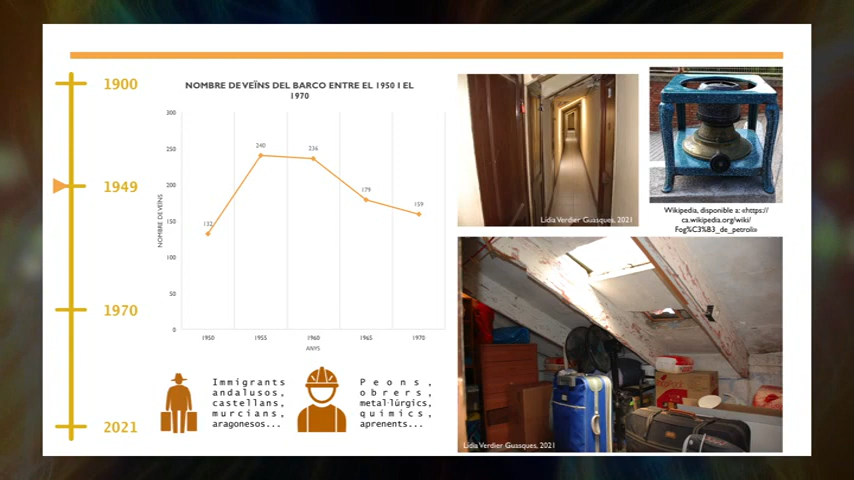 1900
1949
1970
2021
NOMBRE DE VEÏNS DEL BARCO ENTRE EL 1950 I EL
1970
NOMBRE DE VEÏNS
300
250
200
150
100
50
0
132
240
236
179
159
1950
1955
1960
1965
1970
ANYS
Immigrants
andalusos,
castellans,
murcians,
aragonesos...
Peons,
obrers,
metal·lúrgics,
químics,
aprenents...
Lídia Verdier Guasques, 2021
Wikipedia, disponible a: «https://
ca.wikipedia.org/wiki/
Fog%C3%B3_de_petroli»
Lídia Verdier Guasques, 2021